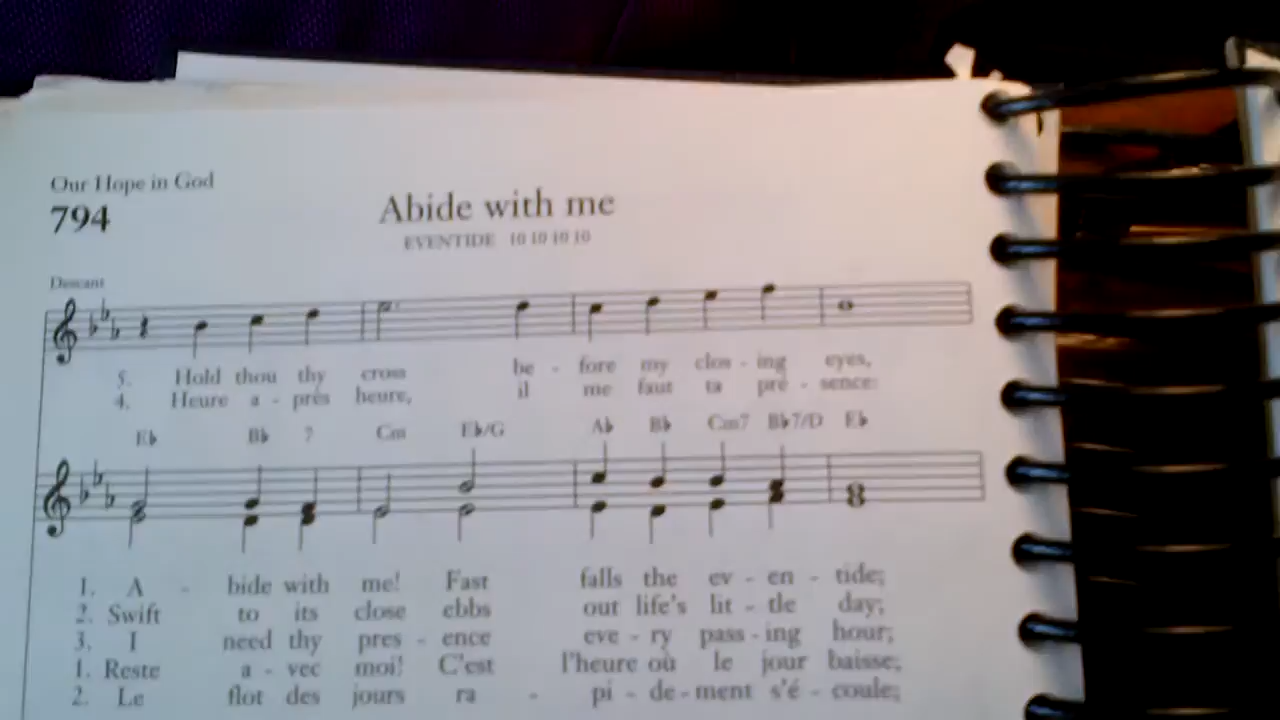 Our Hope in God
794
Abide with me
EVENTIDE 10 10 10 10
Descant
5. Hold thou thy cross be - fore my clos - ing eyes,
4. Heure a - près heure, il me faut ta pré - sence:
E♭ B♭ 7 Cm E♭/G A♭ B♭ Cm7 B♭7/D E♭
1. A - bide with me! Fast falls the ev - en - tide;
2. Swift to its close ebbs out life's lit - tle day;
3. I need thy pres - ence eve - ry pass - ing hour;
1. Reste a - vec moi! C'est l'heure où le jour baisse;
2. Le flot des jours ra - pi - de - ment s'é - coule;